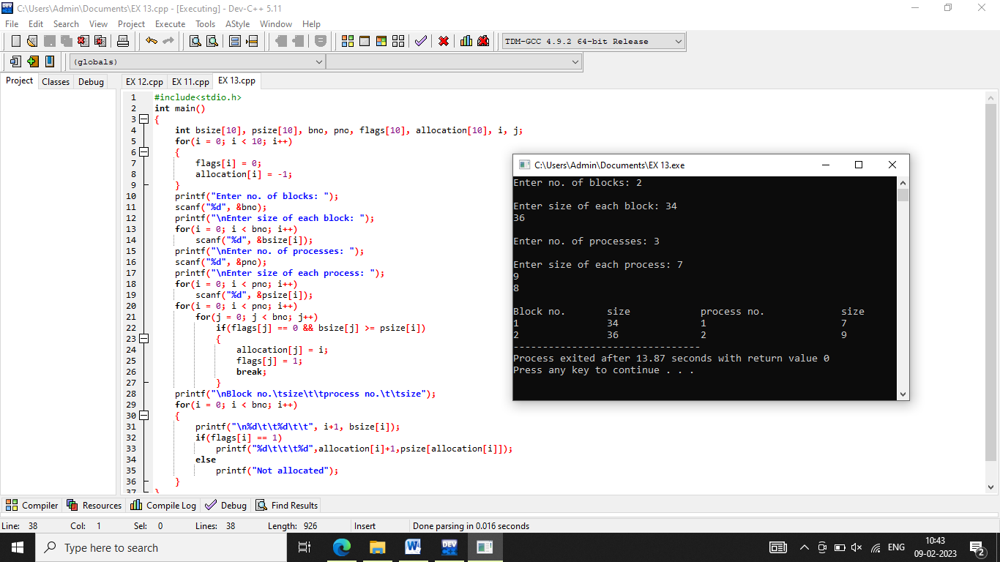 C:\Users\Admin\Documents\EX 13.cpp - [Executing] - Dev-C++ 5.11
File Edit Search View Project Execute Tools AStyle Window Help
TDM-GCC 4.9.2 64-bit Release
(globals)
Project Classes Debug
EX 12.cpp EX 11.cpp EX 13.cpp
1 #include<stdio.h>
2 int main()
3 {
4 int bsize[10], psize[10], bno, pno, flags[10], allocation[10], i, j;
5 for(i = 0; i < 10; i++)
6 {
7 flags[i] = 0;
8 allocation[i] = -1;
9 }
10 printf("Enter no. of blocks: ");
11 scanf("%d", &bno);
12 printf("\nEnter size of each block: ");
13 for(i = 0; i < bno; i++)
14 scanf("%d", &bsize[i]);
15 printf("\nEnter no. of processes: ");
16 scanf("%d", &pno);
17 printf("\nEnter size of each process: ");
18 for(i = 0; i < pno; i++)
19 scanf("%d", &psize[i]);
20 for(i = 0; i < pno; i++)
21 for(j = 0; j < bno; j++)
22 if(flags[j] == 0 && bsize[j] >= psize[i])
23 {
24 allocation[j] = i;
25 flags[j] = 1;
26 break;
27 }
28 printf("\nBlock no.\tsize\t\tprocess no.\t\tsize");
29 for(i = 0; i < bno; i++)
30 {
31 printf("\n%d\t\t%d\t\t", i+1, bsize[i]);
32 if(flags[i] == 1)
33 printf("%d\t\t\t%d",allocation[i]+1,psize[allocation[i]]);
34 else
35 printf("Not allocated");
36 }
37 }
C:\Users\Admin\Documents\EX 13.exe
Enter no. of blocks: 2
Enter size of each block: 34
36
Enter no. of processes: 3
Enter size of each process: 7
9
8
Block no. size process no. size
1 34 1 7
2 36 2 9
--------------------------------
Process exited after 13.87 seconds with return value 0
Press any key to continue . . .
Compiler Resources Compile Log Debug Find Results
Line: 38 Col: 1 Sel: 0 Lines: 38 Length: 926 Insert Done parsing in 0.016 seconds
Type here to search
ENG
10:43
09-02-2023
2